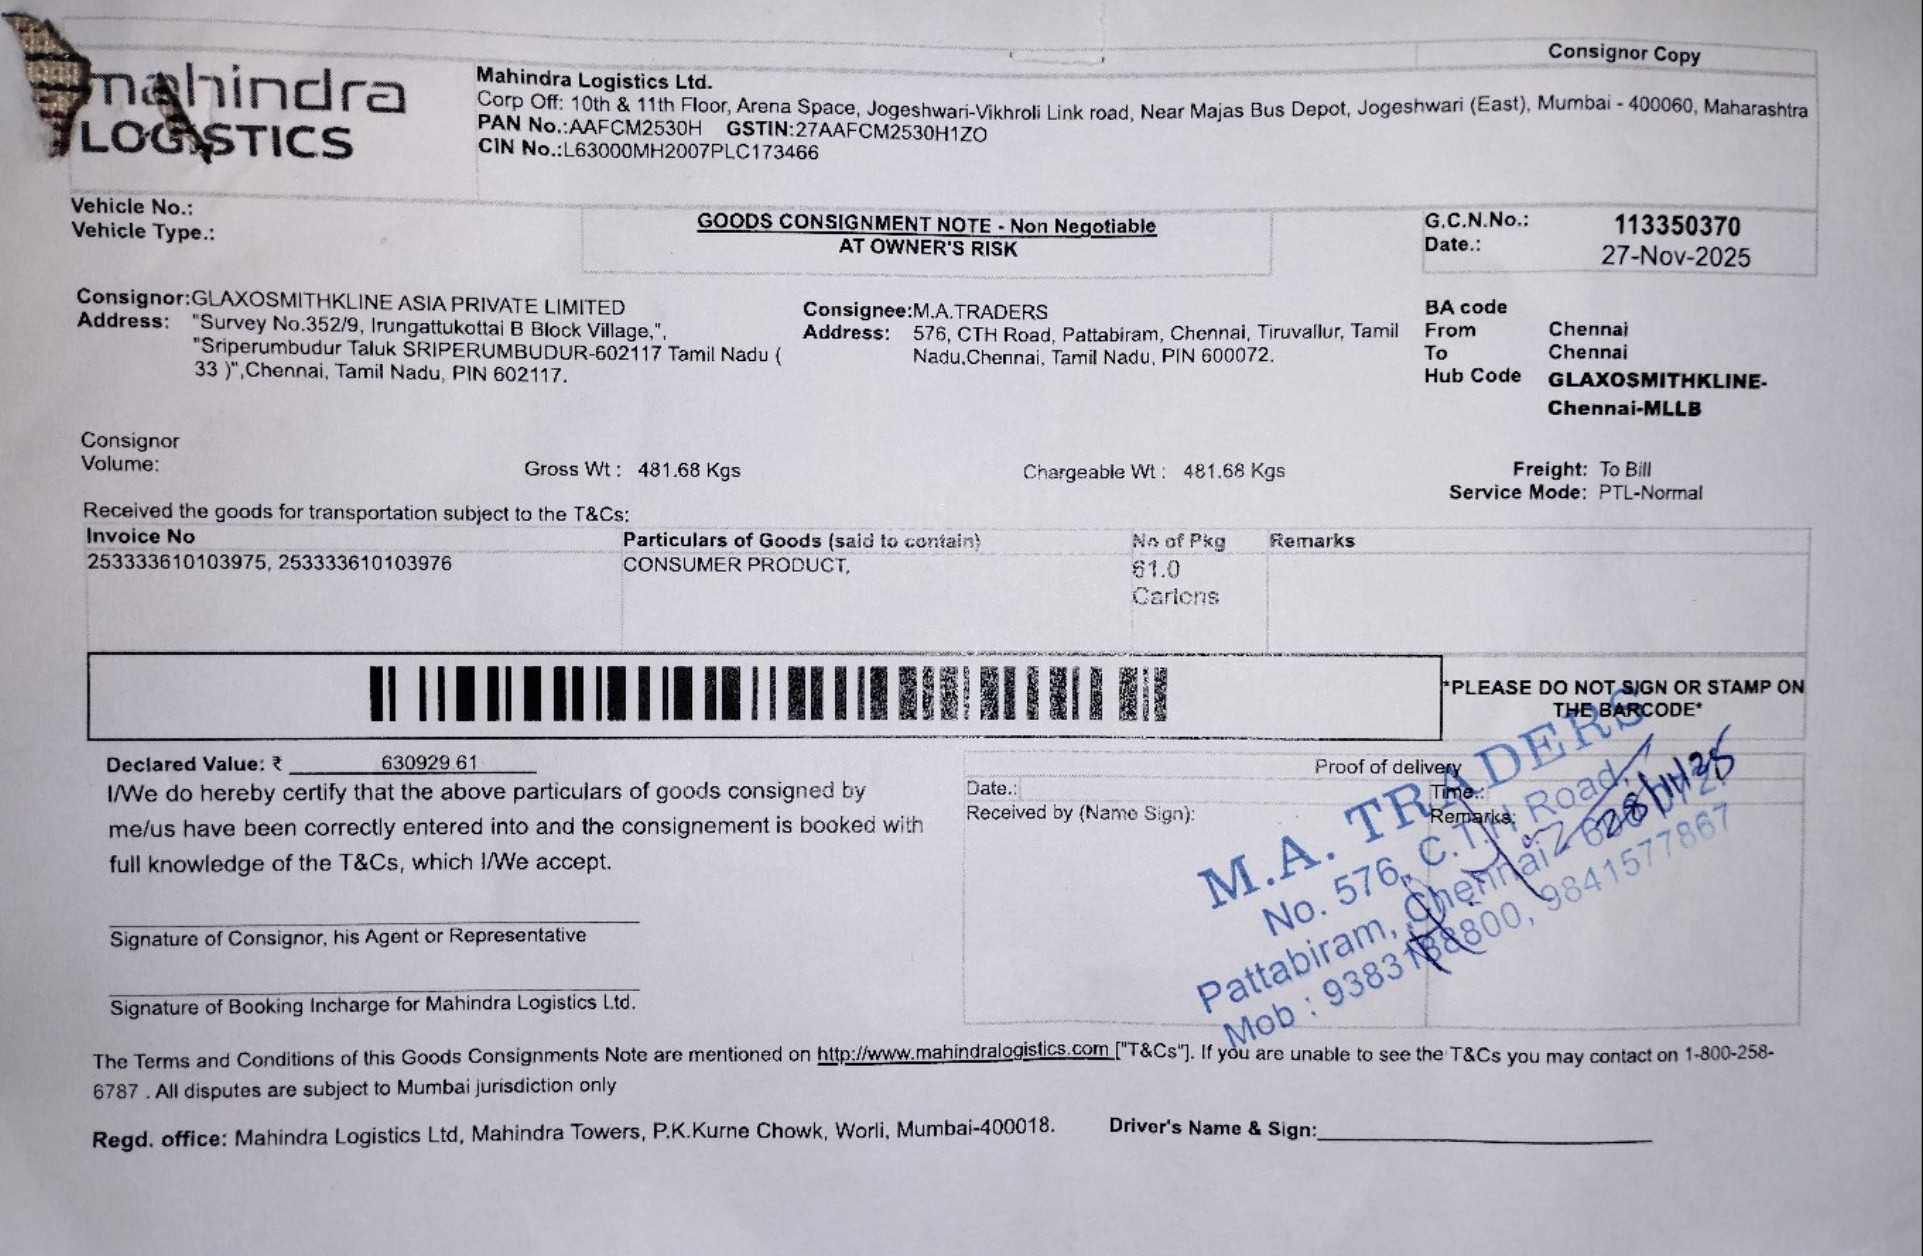 Consignor Copy
mahindra
LOGISTICS
Mahindra Logistics Ltd.
Corp Off: 10th & 11th Floor, Arena Space, Jogeshwari-Vikhroli Link road, Near Majas Bus Depot, Jogeshwari (East), Mumbai - 400060, Maharashtra
PAN No.:AAFCM2530H GSTIN:27AAFCM2530H1ZO
CIN No.:L63000MH2007PLC173466
Vehicle No.:
Vehicle Type.:
GOODS CONSIGNMENT NOTE - Non Negotiable
AT OWNER'S RISK
G.C.N.No.: 113350370
Date.: 27-Nov-2025
Consignor:GLAXOSMITHKLINE ASIA PRIVATE LIMITED
Address: "Survey No.352/9, Irungattukottai B Block Village,",
"Sriperumbudur Taluk SRIPERUMBUDUR-602117 Tamil Nadu (
33 )",Chennai, Tamil Nadu, PIN 602117.
Consignee:M.A.TRADERS
Address: 576, CTH Road, Pattabiram, Chennai, Tiruvallur, Tamil
Nadu,Chennai, Tamil Nadu, PIN 600072.
BA code
From Chennai
To Chennai
Hub Code GLAXOSMITHKLINE-
Chennai-MLLB
Consignor
Volume:
Gross Wt : 481.68 Kgs
Chargeable Wt : 481.68 Kgs
Freight: To Bill
Service Mode: PTL-Normal
Received the goods for transportation subject to the T&Cs:
Invoice No Particulars of Goods (said to contain) No of Pkg Remarks
253333610103975, 253333610103976 CONSUMER PRODUCT, 61.0
Cartons
*PLEASE DO NOT SIGN OR STAMP ON
THE BARCODE*
Declared Value: ₹ 630929.61
I/We do hereby certify that the above particulars of goods consigned by
me/us have been correctly entered into and the consignement is booked with
full knowledge of the T&Cs, which I/We accept.
Signature of Consignor, his Agent or Representative
Signature of Booking Incharge for Mahindra Logistics Ltd.
Proof of delivery
Date.: Time.:
Received by (Name Sign): Remarks:
28/11/25
M.A. TRADERS
No. 576, C.T.H Road,
Pattabiram, Chennai - 600 072.
Mob : 9383188800, 9841577867
The Terms and Conditions of this Goods Consignments Note are mentioned on http://www.mahindralogistics.com ["T&Cs"]. If you are unable to see the T&Cs you may contact on 1-800-258-
6787 . All disputes are subject to Mumbai jurisdiction only
Regd. office: Mahindra Logistics Ltd, Mahindra Towers, P.K.Kurne Chowk, Worli, Mumbai-400018.
Driver's Name & Sign: